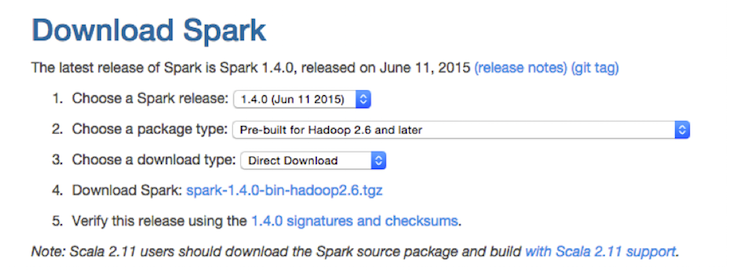 Download Spark
The latest release of Spark is Spark 1.4.0, released on June 11, 2015 (release notes) (git tag)
1. Choose a Spark release: 1.4.0 (Jun 11 2015)
2. Choose a package type: Pre-built for Hadoop 2.6 and later
3. Choose a download type: Direct Download
4. Download Spark: spark-1.4.0-bin-hadoop2.6.tgz
5. Verify this release using the 1.4.0 signatures and checksums.
Note: Scala 2.11 users should download the Spark source package and build with Scala 2.11 support.